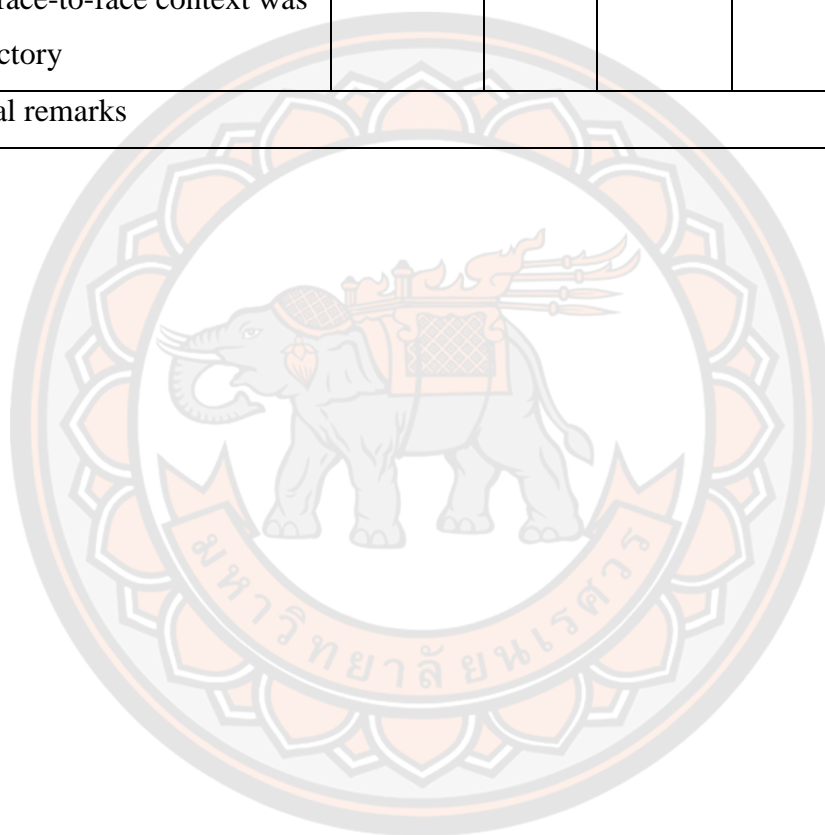 face-to-face context was
ctory
al remarks
มหาวิทยาลัยนเรศวร